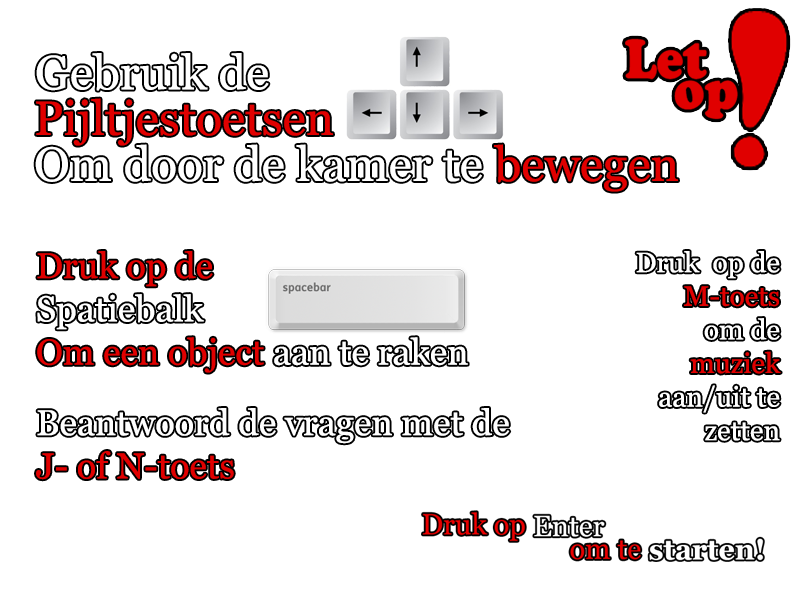 Gebruik de
Pijltjestoetsen
Om door de kamer te bewegen
Let
op!
↑
← ↓ →
Druk op de
Spatiebalk
spacebar
Om een object aan te raken
Beantwoord de vragen met de
J- of N-toets
Druk op de
M-toets
om de
muziek
aan/uit te
zetten
Druk op Enter
om te starten!